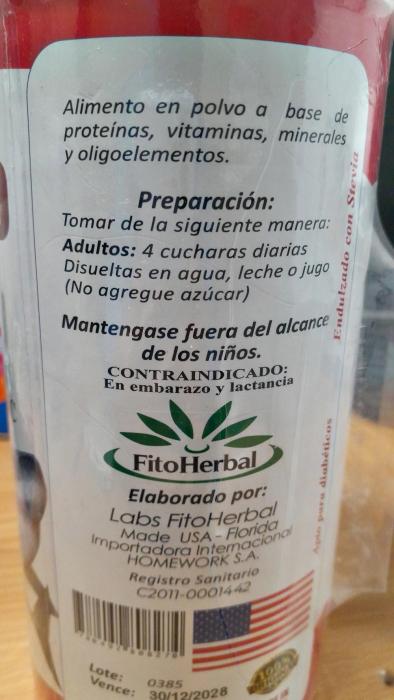 Alimento en polvo a base de
proteínas, vitaminas, minerales
y oligoelementos.
Preparación:
Tomar de la siguiente manera:
Adultos: 4 cucharas diarias
Disueltas en agua, leche o jugo
(No agregue azúcar)
Mantengase fuera del alcance
de los niños.
CONTRAINDICADO:
En embarazo y lactancia
FitoHerbal
Elaborado por:
Labs FitoHerbal
Made USA - Florida
Importadora Internacional
HOMEWORK S.A.
Registro Sanitario
C2011-0001442
Lote: 0385
Vence: 30/12/2028
Endulzado con Stevia
Apto para diabéticos
100%